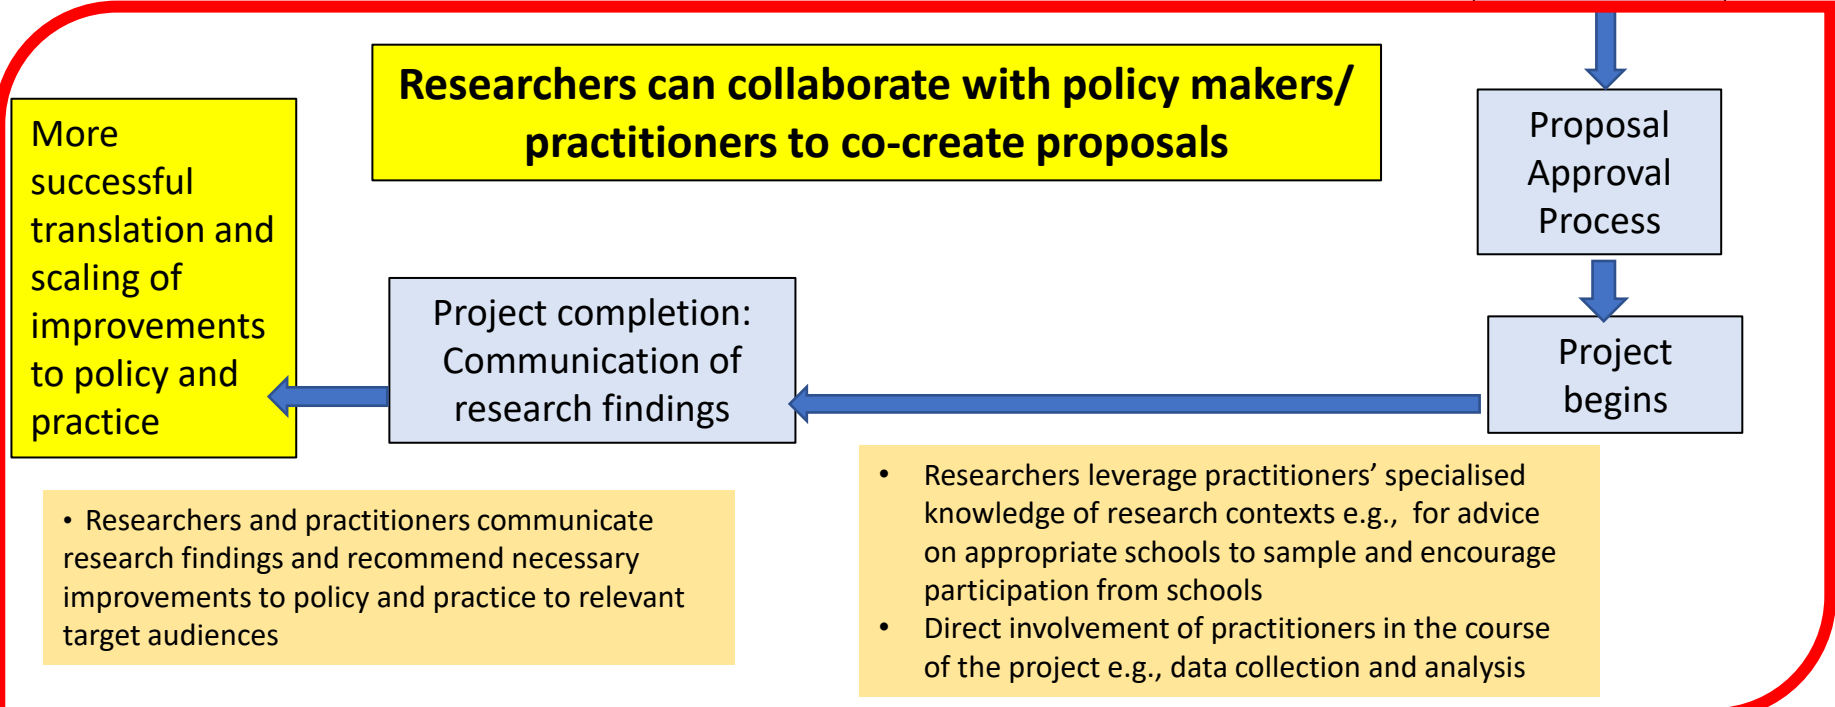 Researchers can collaborate with policy makers/
practitioners to co-create proposals
More
successful
translation and
scaling of
improvements
to policy and
practice
Proposal
Approval
Process
Project completion:
Communication of
research findings
Project
begins
• Researchers and practitioners communicate
research findings and recommend necessary
improvements to policy and practice to relevant
target audiences
• Researchers leverage practitioners’ specialised
knowledge of research contexts e.g., for advice
on appropriate schools to sample and encourage
participation from schools
• Direct involvement of practitioners in the course
of the project e.g., data collection and analysis